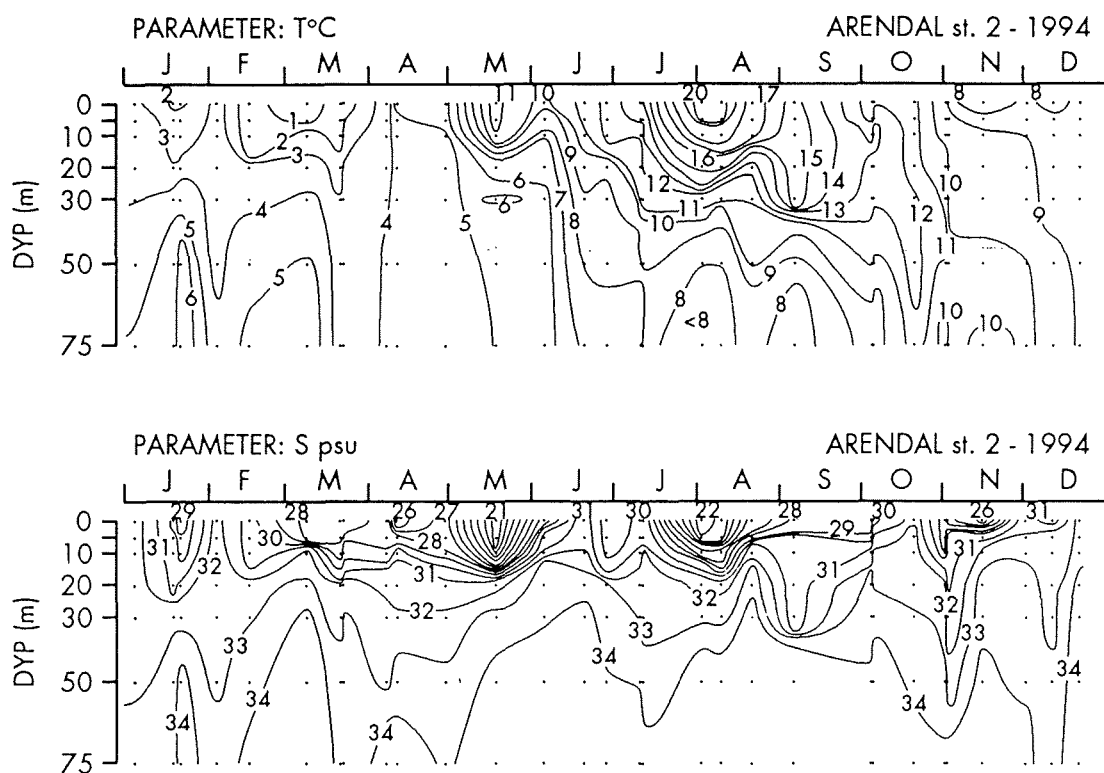 PARAMETER: T°C ARENDAL st. 2 - 1994
J F M A M J J A S O N D
2 11 10 20 17 8 8
0
1
10
3 2 9 15
3 16
20
12 14 10
6
30
6 7 11 13
4 8 10 12 9
5 4 5 11
50
5 9
6 8 8
<8 10 10
75
DYP (m)
PARAMETER: S psu ARENDAL st. 2 - 1994
J F M A M J J A S O N D
29 28 26 27 21 31 30 22 28 30 26 31
0
29
30 28
10
31 31
32 31 31
20
32 32 32
30
33 33 33 33
34 34
50
34 34
34 34
75
DYP (m)